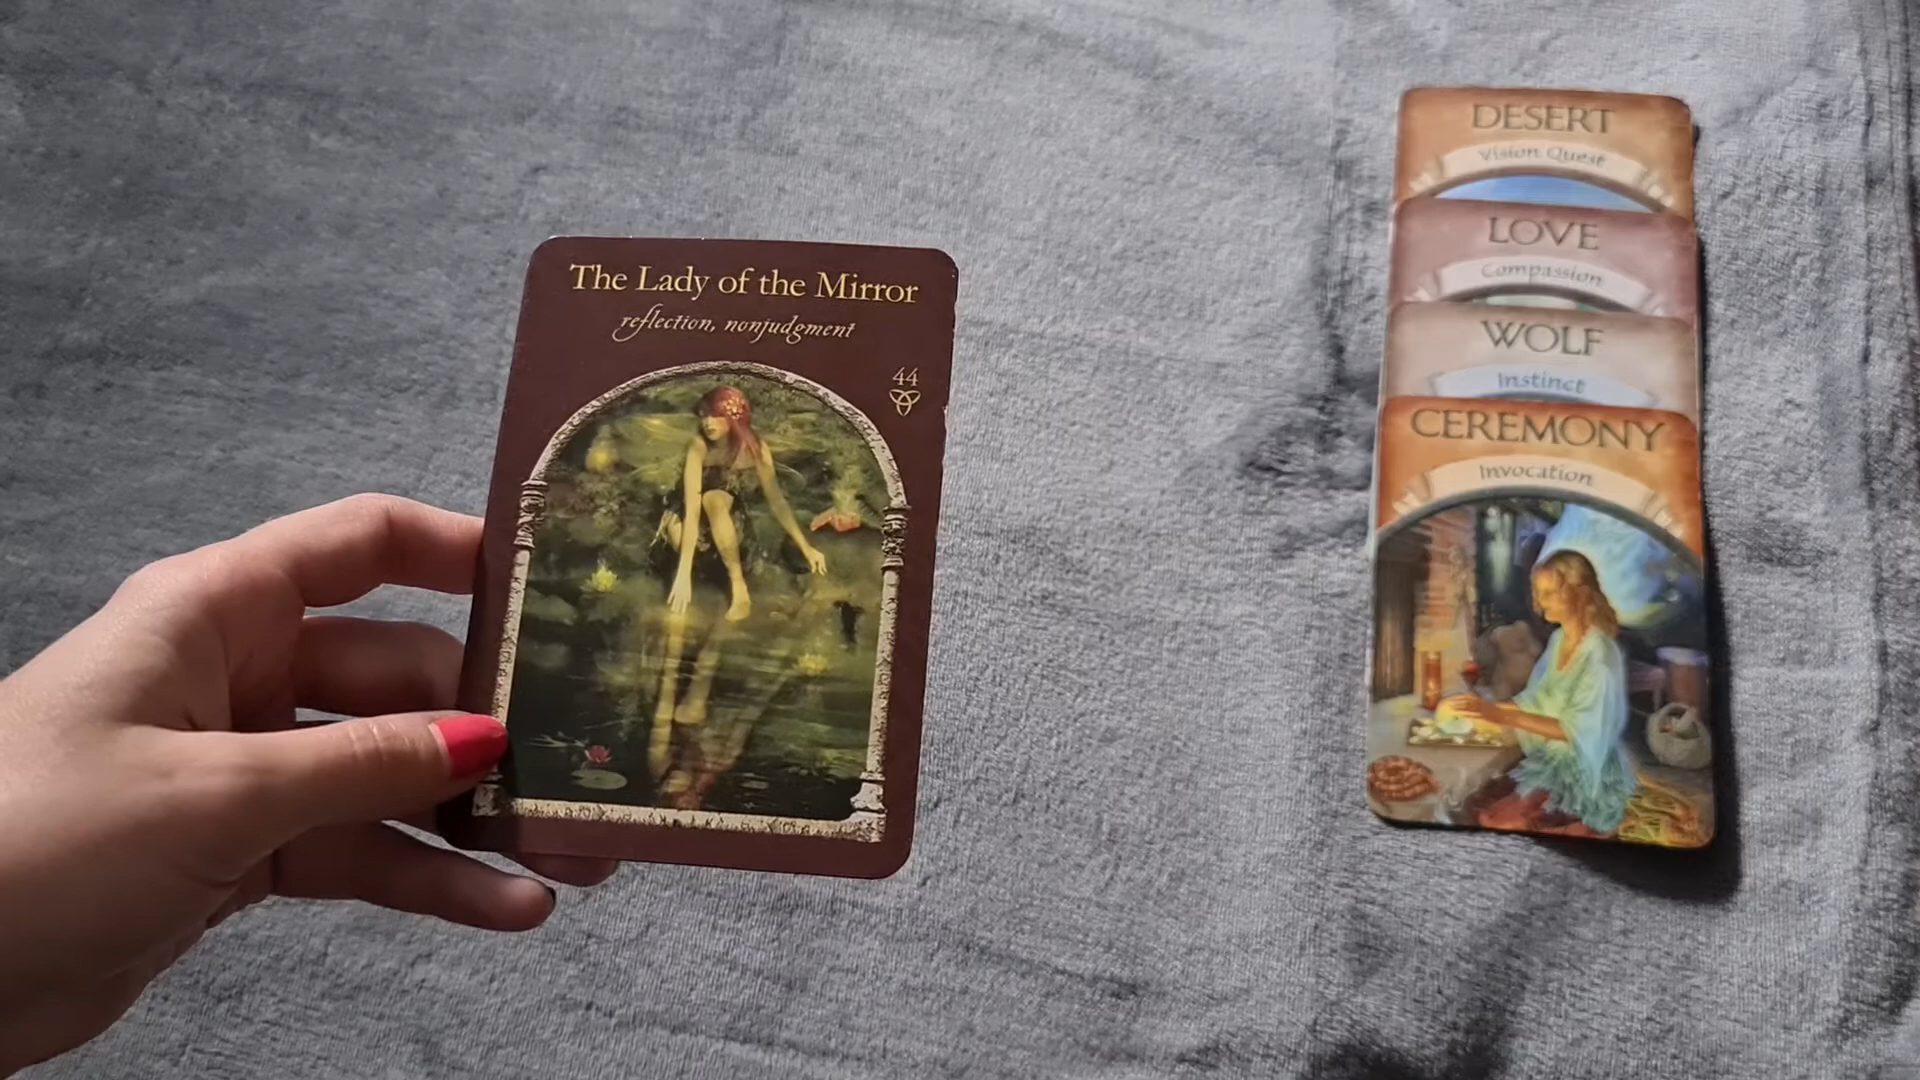 The Lady of the Mirror
reflection, nonjudgment
44
DESERT
Vision Quest
LOVE
Compassion
WOLF
Instinct
CEREMONY
Invocation